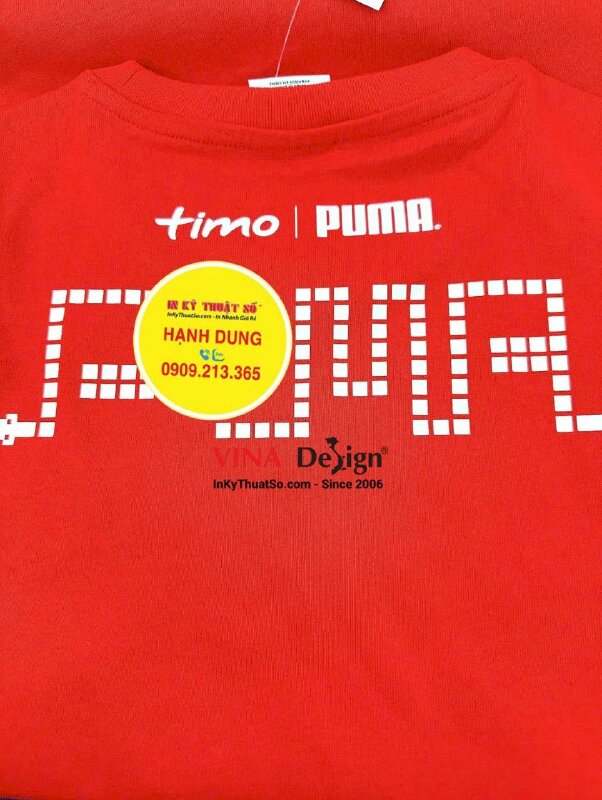 timo | PUMA®
IN KỸ THUẬT SỐ™
InKyThuatSo.com - In Nhanh Giá Rẻ
HẠNH DUNG
0909.213.365
PUMA
VINA Design®
InKyThuatSo.com - Since 2006